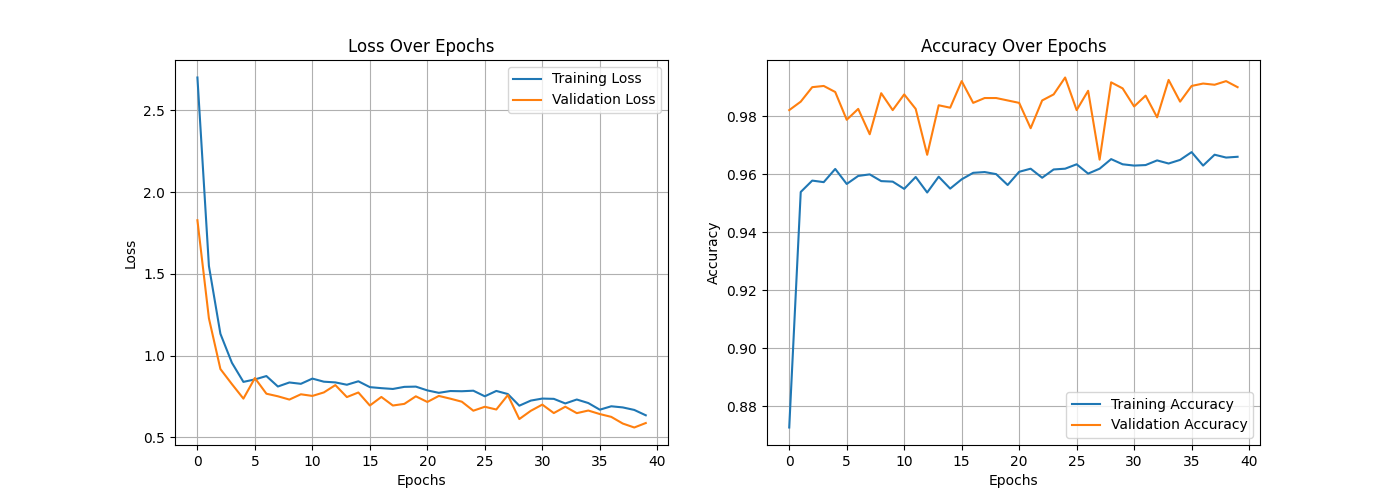 Loss Over Epochs
Training Loss
Validation Loss
2.5
2.0
1.5
1.0
0.5
Loss
0 5 10 15 20 25 30 35 40
Epochs
Accuracy Over Epochs
0.98
0.96
0.94
0.92
0.90
0.88
Accuracy
Training Accuracy
Validation Accuracy
0 5 10 15 20 25 30 35 40
Epochs